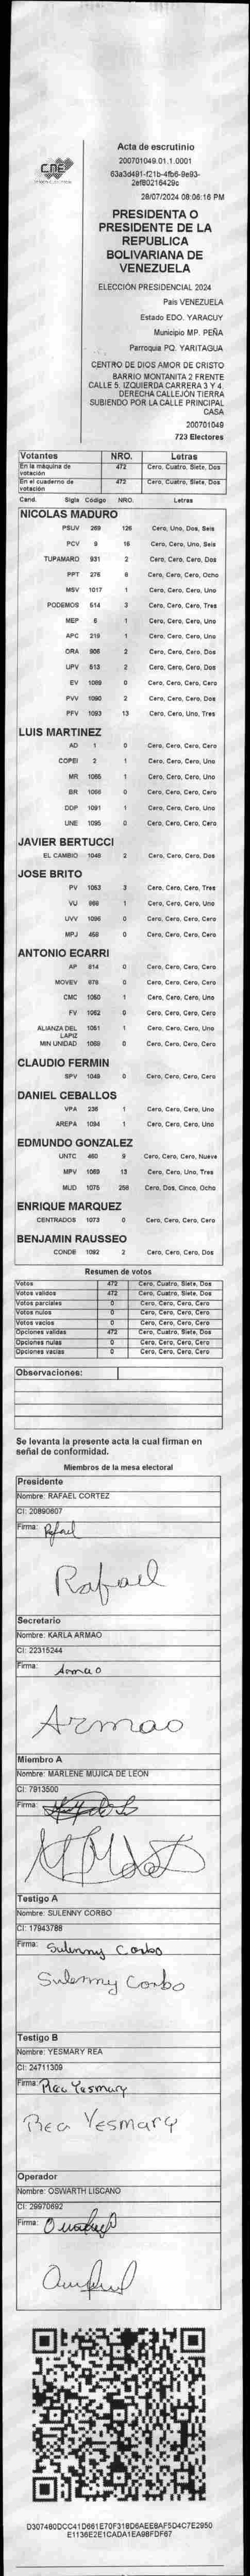 CNE
Acta de escrutinio
200701049.01.1.0001
63a3d491-f21b-4fb6-9e93-
2ef80216429c
28/07/2024 08:06:16 PM
PRESIDENTA O
PRESIDENTE DE LA
REPUBLICA
BOLIVARIANA DE
VENEZUELA
ELECCIÓN PRESIDENCIAL 2024
Pais VENEZUELA
Estado EDO. YARACUY
Municipio MP. PEÑA
Parroquia PQ. YARITAGUA
CENTRO DE DIOS AMOR DE CRISTO
BARRIO MONTANITA 2 FRENTE
CALLE 5. IZQUIERDA CARRERA 3 Y 4.
DERECHA CALLEJÓN TIERRA
SUBIENDO POR LA CALLE PRINCIPAL
CASA
200701049
723 Electores
Votantes NRO. Letras
En la máquina de votación 472 Cero, Cuatro, Siete, Dos
En el cuaderno de votación 472 Cero, Cuatro, Siete, Dos
Cand. Sigla Código NRO. Letras
NICOLAS MADURO
PSUV 269 126 Cero, Uno, Dos, Seis
PCV 9 16 Cero, Cero, Uno, Seis
TUPAMARO 931 2 Cero, Cero, Cero, Dos
PPT 276 8 Cero, Cero, Cero, Ocho
MSV 1017 1 Cero, Cero, Cero, Uno
PODEMOS 514 3 Cero, Cero, Cero, Tres
MEP 6 1 Cero, Cero, Cero, Uno
APC 219 1 Cero, Cero, Cero, Uno
ORA 906 2 Cero, Cero, Cero, Dos
UPV 513 2 Cero, Cero, Cero, Dos
EV 1089 0 Cero, Cero, Cero, Cero
PVV 1090 2 Cero, Cero, Cero, Dos
PFV 1093 13 Cero, Cero, Uno, Tres
LUIS MARTINEZ
AD 1 0 Cero, Cero, Cero, Cero
COPEI 2 1 Cero, Cero, Cero, Uno
MR 1065 1 Cero, Cero, Cero, Uno
BR 1066 0 Cero, Cero, Cero, Cero
DDP 1091 1 Cero, Cero, Cero, Uno
UNE 1095 0 Cero, Cero, Cero, Cero
JAVIER BERTUCCI
EL CAMBIO 1048 2 Cero, Cero, Cero, Dos
JOSE BRITO
PV 1053 3 Cero, Cero, Cero, Tres
VU 968 1 Cero, Cero, Cero, Uno
UVV 1096 0 Cero, Cero, Cero, Cero
MPJ 468 0 Cero, Cero, Cero, Cero
ANTONIO ECARRI
AP 814 0 Cero, Cero, Cero, Cero
MOVEV 878 0 Cero, Cero, Cero, Cero
CMC 1050 1 Cero, Cero, Cero, Uno
FV 1062 0 Cero, Cero, Cero, Cero
ALIANZA DEL LAPIZ 1061 1 Cero, Cero, Cero, Uno
MIN UNIDAD 1069 0 Cero, Cero, Cero, Cero
CLAUDIO FERMIN
SPV 1049 0 Cero, Cero, Cero, Cero
DANIEL CEBALLOS
VPA 236 1 Cero, Cero, Cero, Uno
AREPA 1094 1 Cero, Cero, Cero, Uno
EDMUNDO GONZALEZ
UNTC 460 9 Cero, Cero, Cero, Nueve
MPV 1059 13 Cero, Cero, Uno, Tres
MUD 1075 258 Cero, Dos, Cinco, Ocho
ENRIQUE MARQUEZ
CENTRADOS 1073 0 Cero, Cero, Cero, Cero
BENJAMIN RAUSSEO
CONDE 1092 2 Cero, Cero, Cero, Dos
Resumen de votos
Votos 472 Cero, Cuatro, Siete, Dos
Votos validos 472 Cero, Cuatro, Siete, Dos
Votos parciales 0 Cero, Cero, Cero, Cero
Votos nulos 0 Cero, Cero, Cero, Cero
Votos vacíos 0 Cero, Cero, Cero, Cero
Opciones validas 472 Cero, Cuatro, Siete, Dos
Opciones nulas 0 Cero, Cero, Cero, Cero
Opciones vacias 0 Cero, Cero, Cero, Cero
Observaciones:
Se levanta la presente acta la cual firman en
señal de conformidad.
Miembros de la mesa electoral
Presidente
Nombre: RAFAEL CORTEZ
CI: 20890607
Firma: Rafael
Rafael
Secretario
Nombre: KARLA ARMAO
CI: 22315244
Firma: Armao
Armao
Miembro A
Nombre: MARLENE MUJICA DE LEON
CI: 7913500
Firma:
Testigo A
Nombre: SULENNY CORBO
CI: 17943788
Firma: Sulenny Corbo
Sulenny Corbo
Testigo B
Nombre: YESMARY REA
CI: 24711309
Firma: Rea Yesmary
Rea Yesmary
Operador
Nombre: OSWARTH LISCANO
CI: 29970692
Firma:
D307480DCC41D661E70F318D6AEE8AF5D4C7E2950
E1136E2E1CADA1EA98FDF67